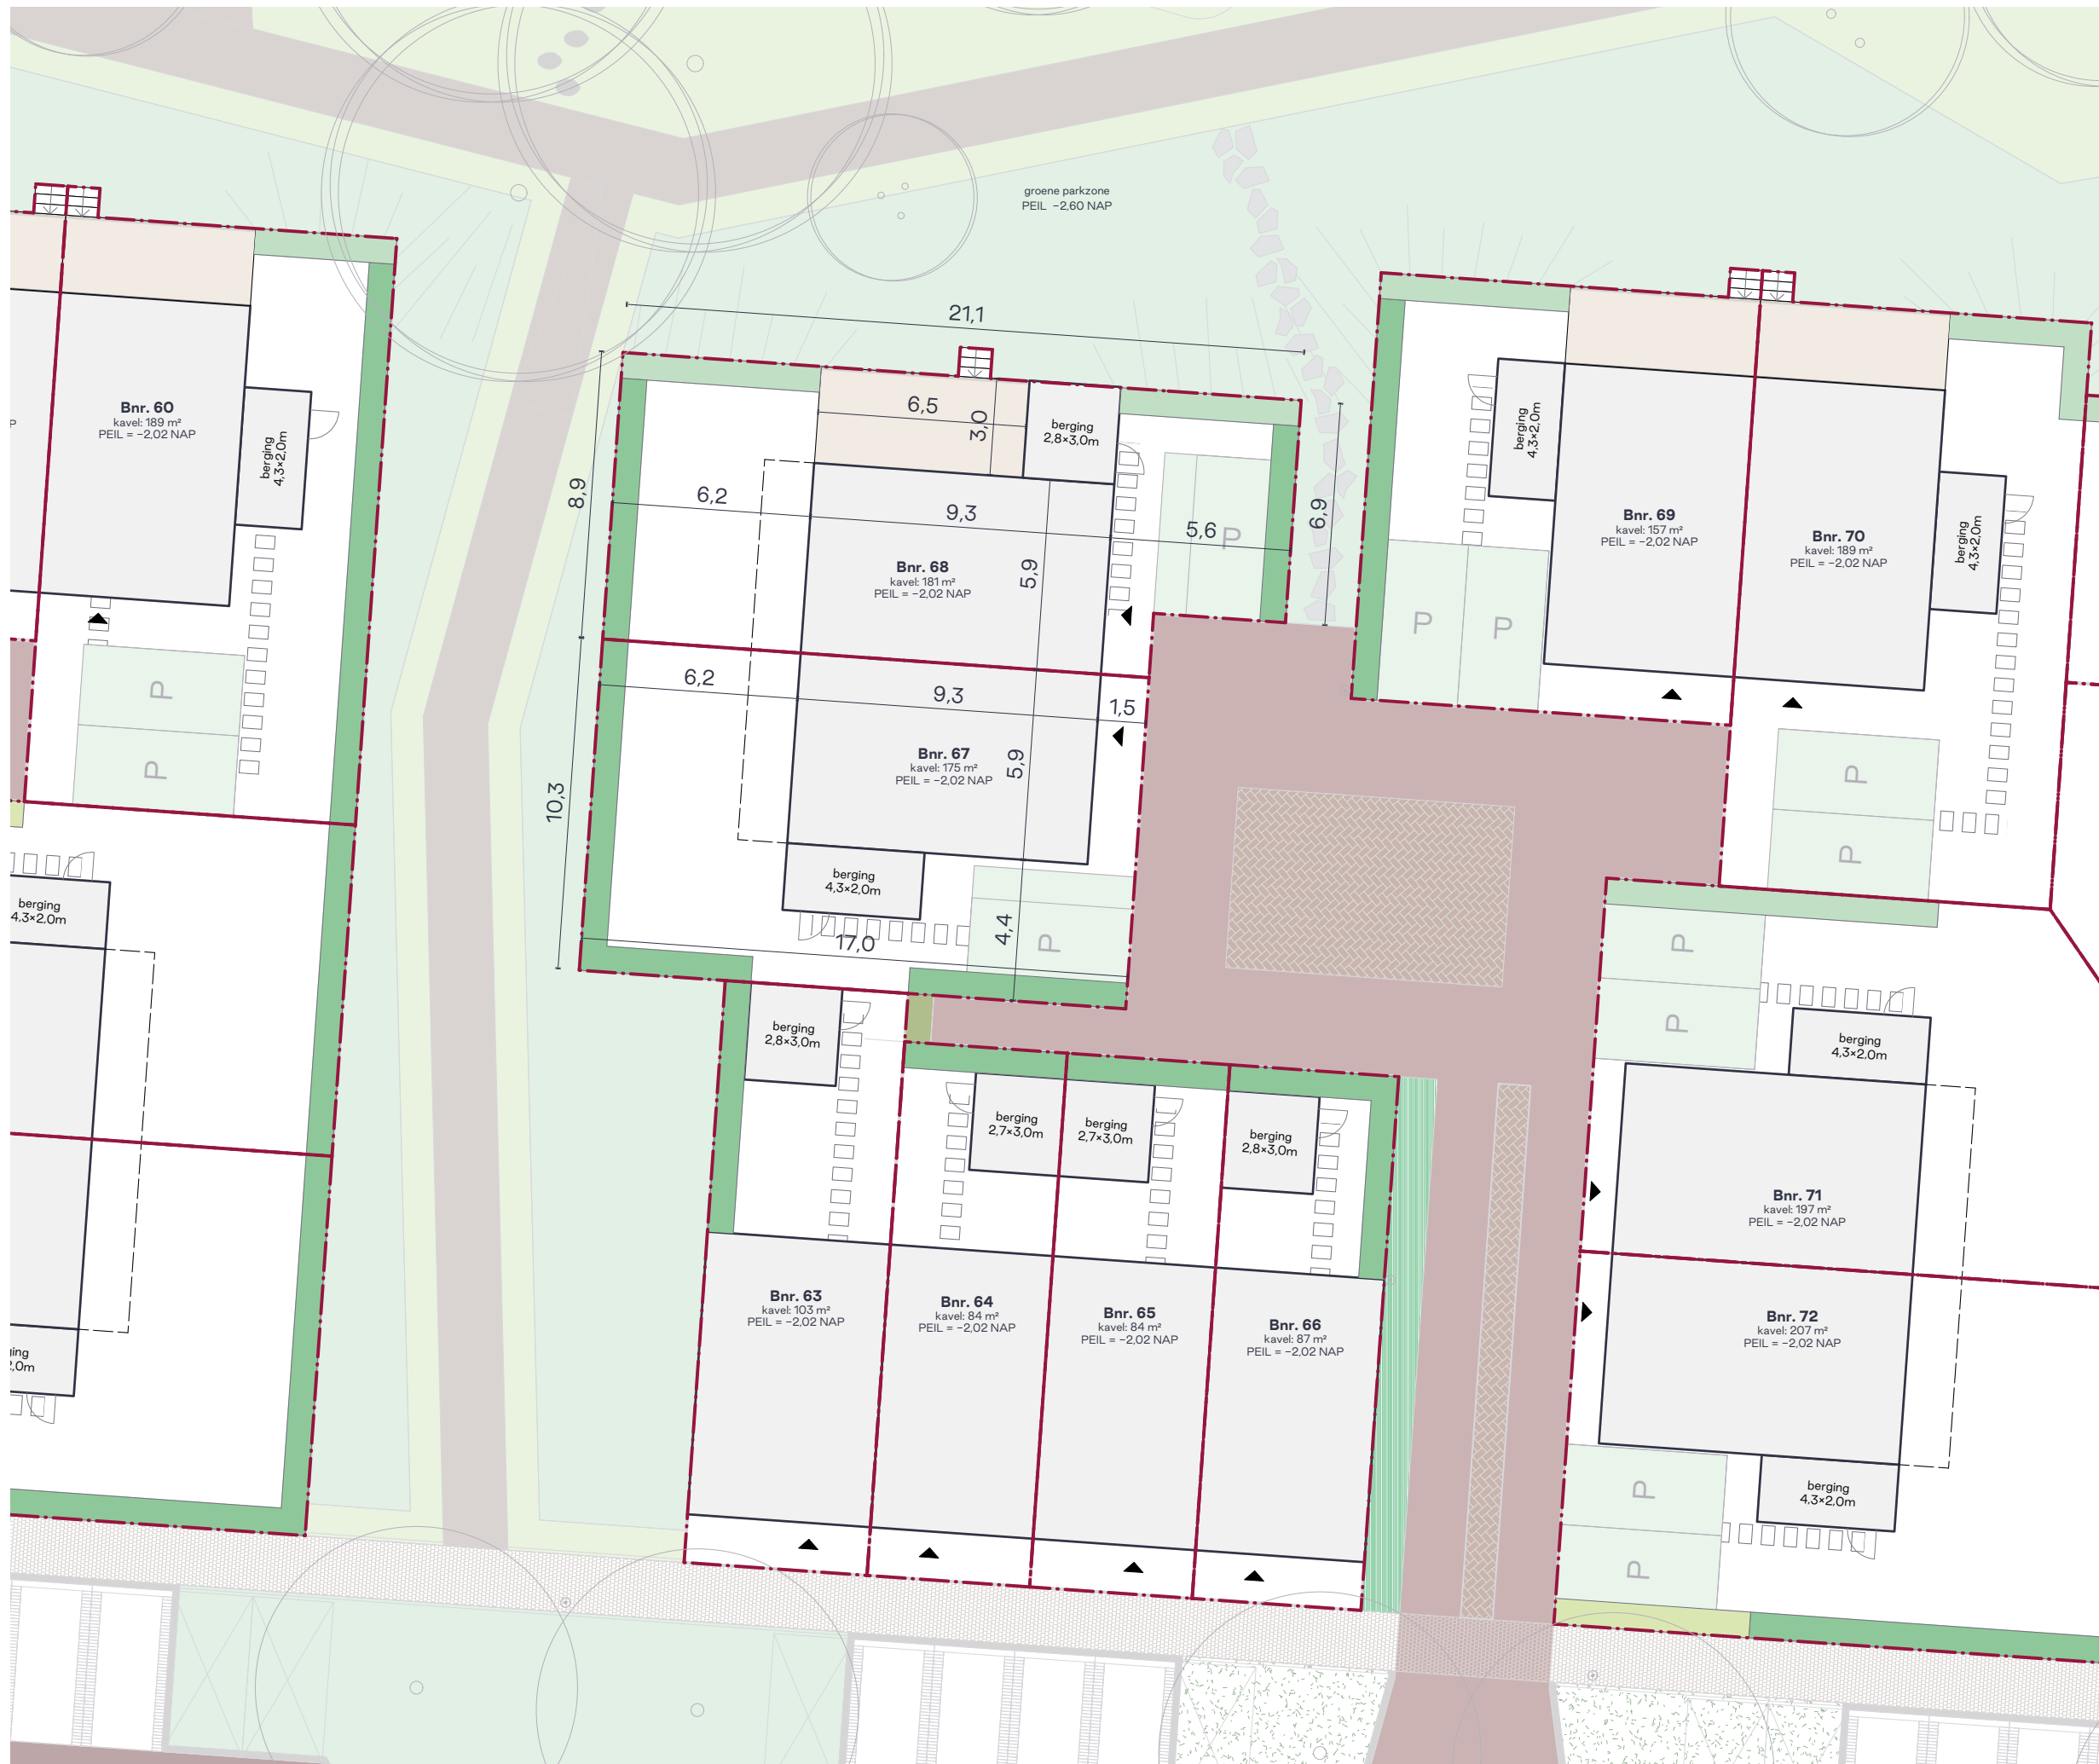 groene parkzone
PEIL −2,60 NAP
21,1
Bnr. 60
kavel: 189 m²
PEIL = −2,02 NAP
P
berging
4,3×2,0m
P
P
berging
4,3×2,0m
8,9
6,5
3,0
berging
2,8×3,0m
6,2
9,3
5,6
P
6,9
Bnr. 68
kavel: 181 m²
PEIL = −2,02 NAP
5,9
6,2
9,3
1,5
Bnr. 67
kavel: 175 m²
PEIL = −2,02 NAP
5,9
10,3
berging
4,3×2,0m
17,0
4,4
P
berging
4,3×2,0m
Bnr. 69
kavel: 157 m²
PEIL = −2,02 NAP
P
P
Bnr. 70
kavel: 189 m²
PEIL = −2,02 NAP
berging
4,3×2,0m
P
P
P
P
berging
4,3×2,0m
Bnr. 71
kavel: 197 m²
PEIL = −2,02 NAP
Bnr. 72
kavel: 207 m²
PEIL = −2,02 NAP
P
P
berging
4,3×2,0m
berging
2,8×3,0m
berging
2,7×3,0m
berging
2,7×3,0m
berging
2,8×3,0m
Bnr. 63
kavel: 103 m²
PEIL = −2,02 NAP
Bnr. 64
kavel: 84 m²
PEIL = −2,02 NAP
Bnr. 65
kavel: 84 m²
PEIL = −2,02 NAP
Bnr. 66
kavel: 87 m²
PEIL = −2,02 NAP